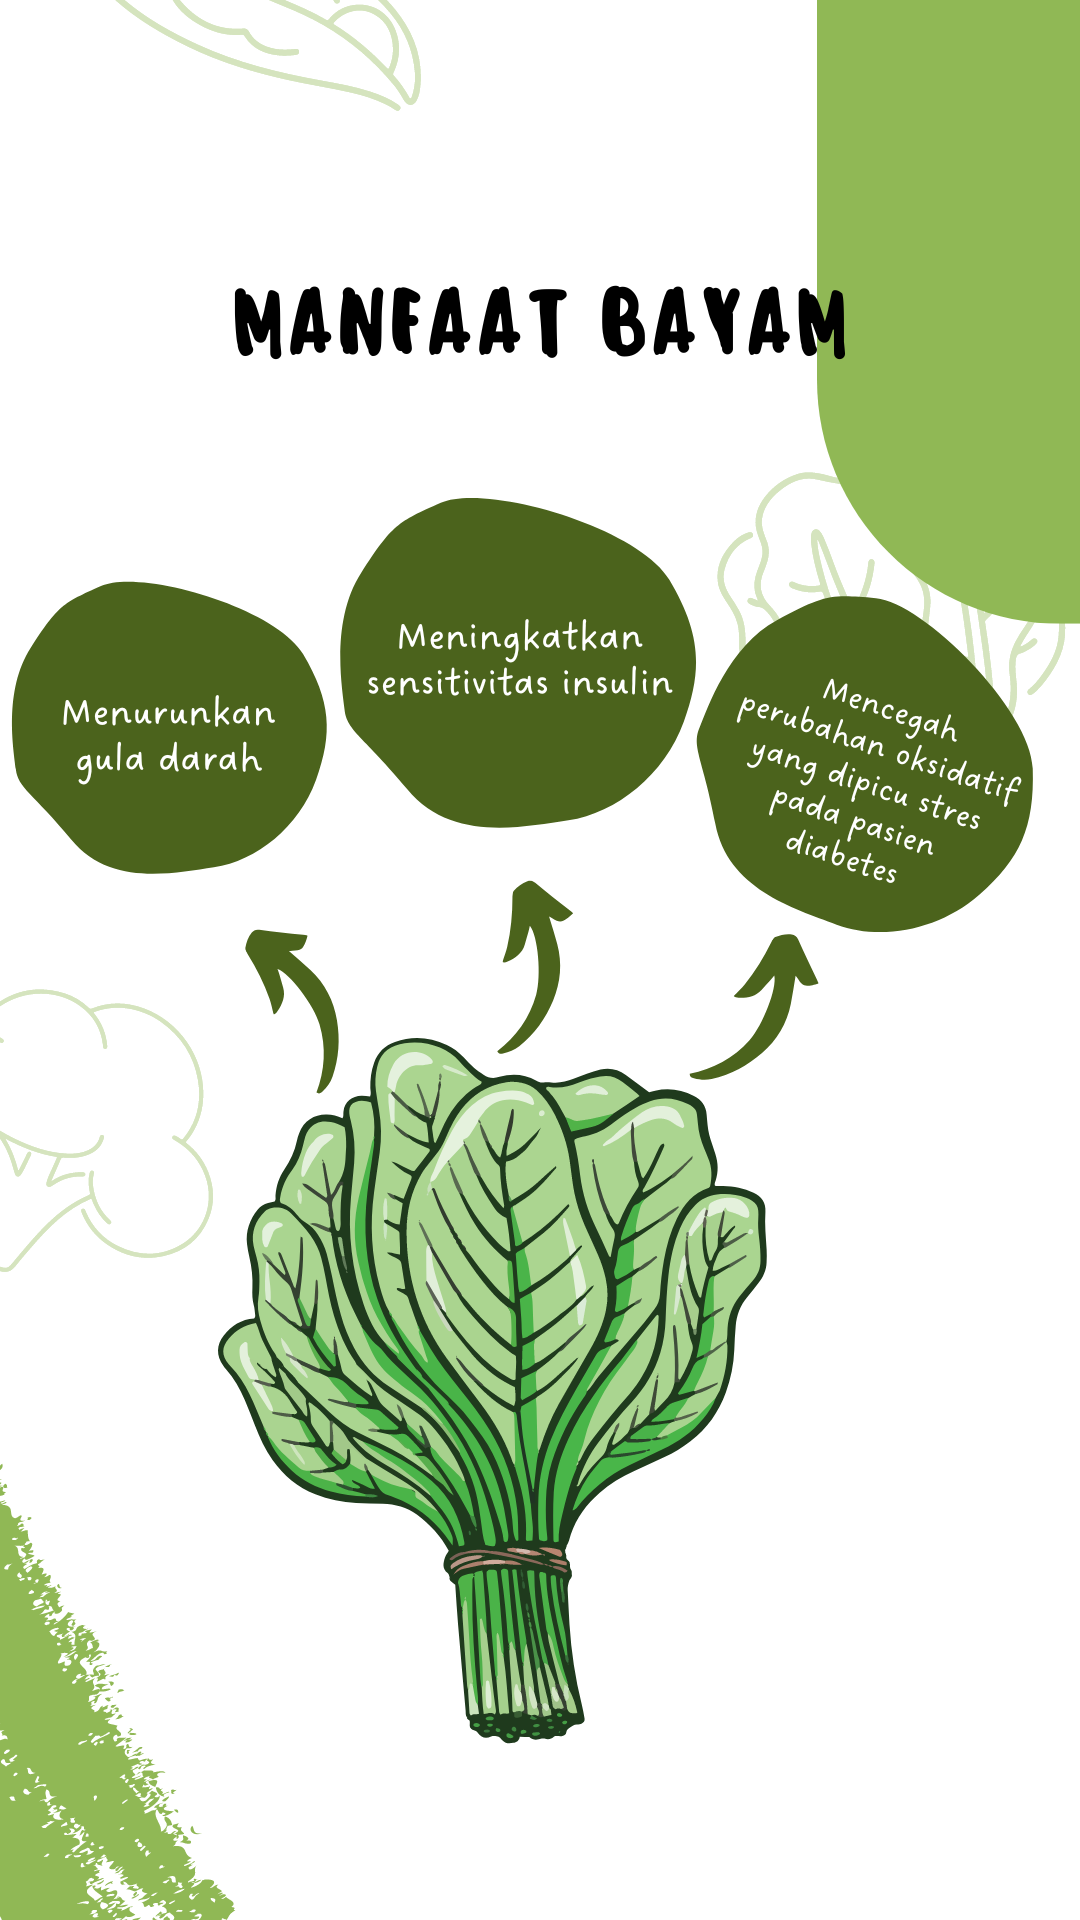 MANFAAT BAYAM
Menurunkan
gula darah
Meningkatkan
sensitivitas insulin
Mencegah
perubahan oksidatif
yang dipicu stres
pada pasien
diabetes